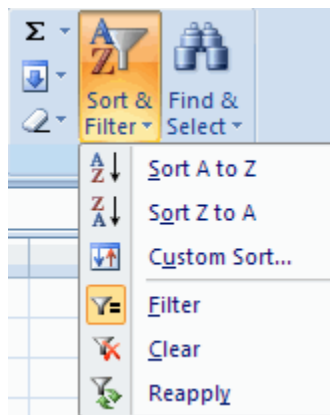 Σ
Sort & Find &
Filter Select
Sort A to Z
Sort Z to A
Custom Sort...
Filter
Clear
Reapply